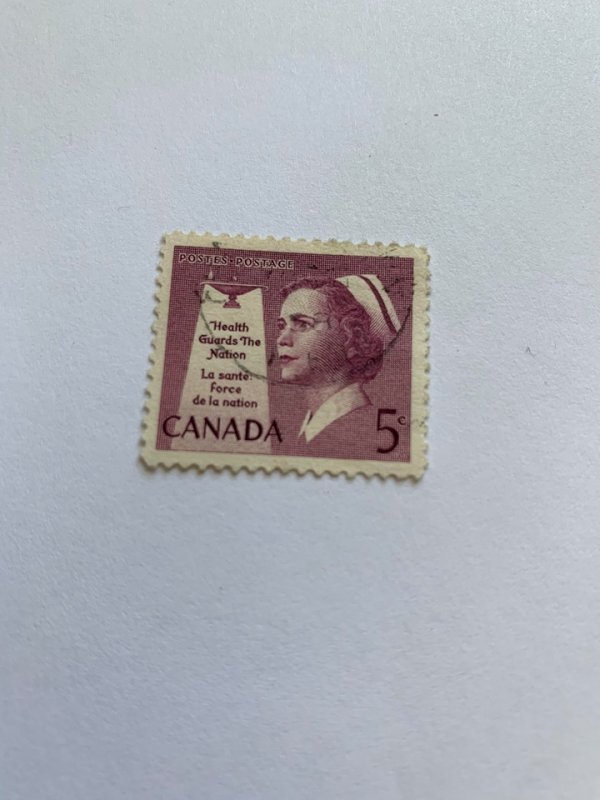 POSTES·POSTAGE
Health
Guards The
Nation
La santé:
force
de la nation
CANADA
5c